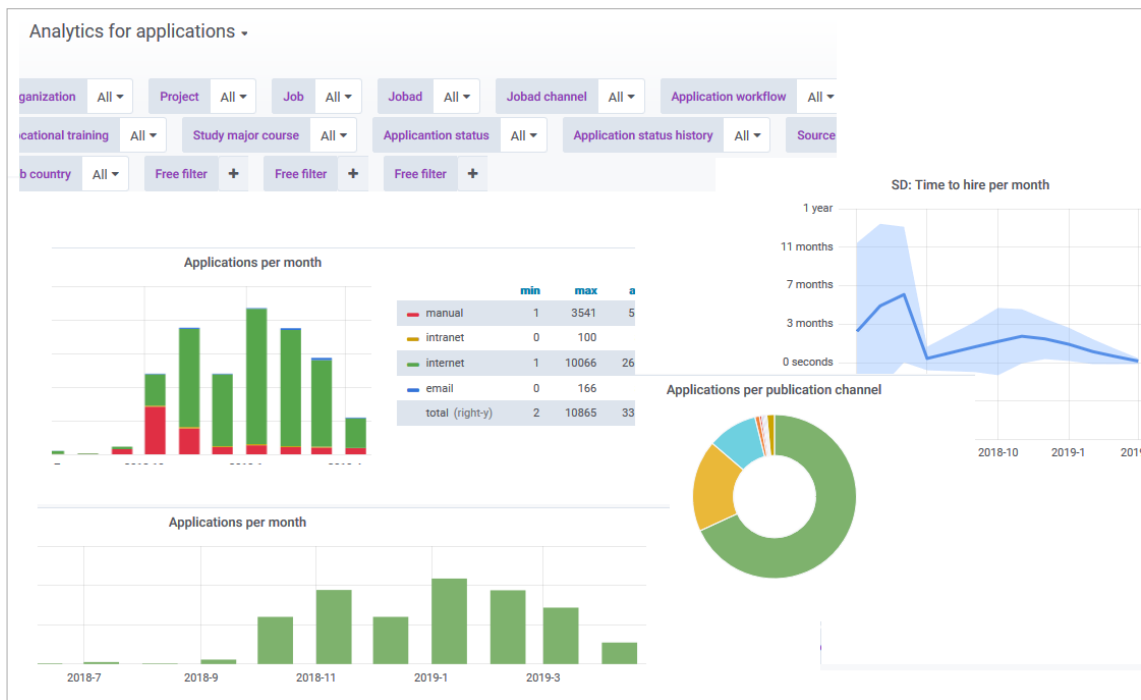 Analytics for applications
ganization All Project All Job All Jobad All Jobad channel All Application workflow All
ocational training All Study major course All Applicantion status All Application status history All Source
b country All Free filter + Free filter + Free filter +
SD: Time to hire per month
1 year
11 months
7 months
3 months
0 seconds
2018-10 2019-1 2019
Applications per month
min max a
manual 1 3541 5
intranet 0 100
internet 1 10066 26
email 0 166
total (right-y) 2 10865 33
Applications per publication channel
Applications per month
2018-7 2018-9 2018-11 2019-1 2019-3